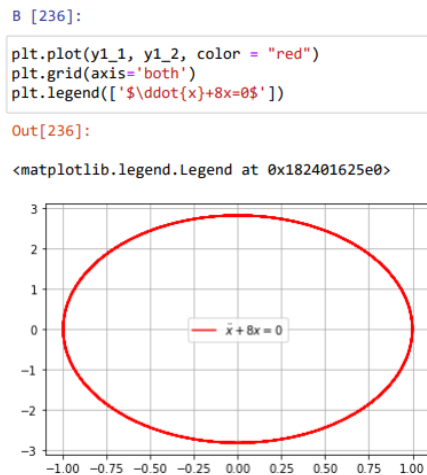 B [236]:
plt.plot(y1_1, y1_2, color = "red")
plt.grid(axis='both')
plt.legend(['$\ddot{x}+8x=0$'])
Out[236]:
<matplotlib.legend.Legend at 0x182401625e0>
3
2
1
0
−1
−2
−3
ẍ + 8x = 0
−1.00 −0.75 −0.50 −0.25 0.00 0.25 0.50 0.75 1.00